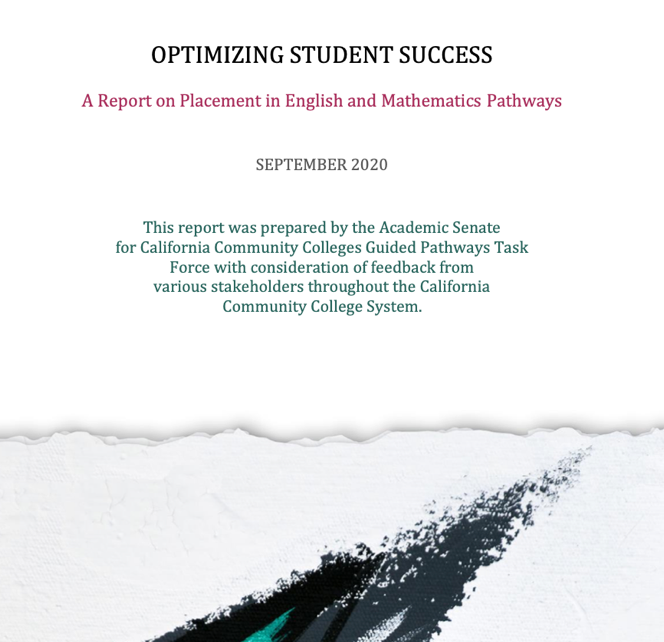 OPTIMIZING STUDENT SUCCESS
A Report on Placement in English and Mathematics Pathways
SEPTEMBER 2020
This report was prepared by the Academic Senate
for California Community Colleges Guided Pathways Task
Force with consideration of feedback from
various stakeholders throughout the California
Community College System.